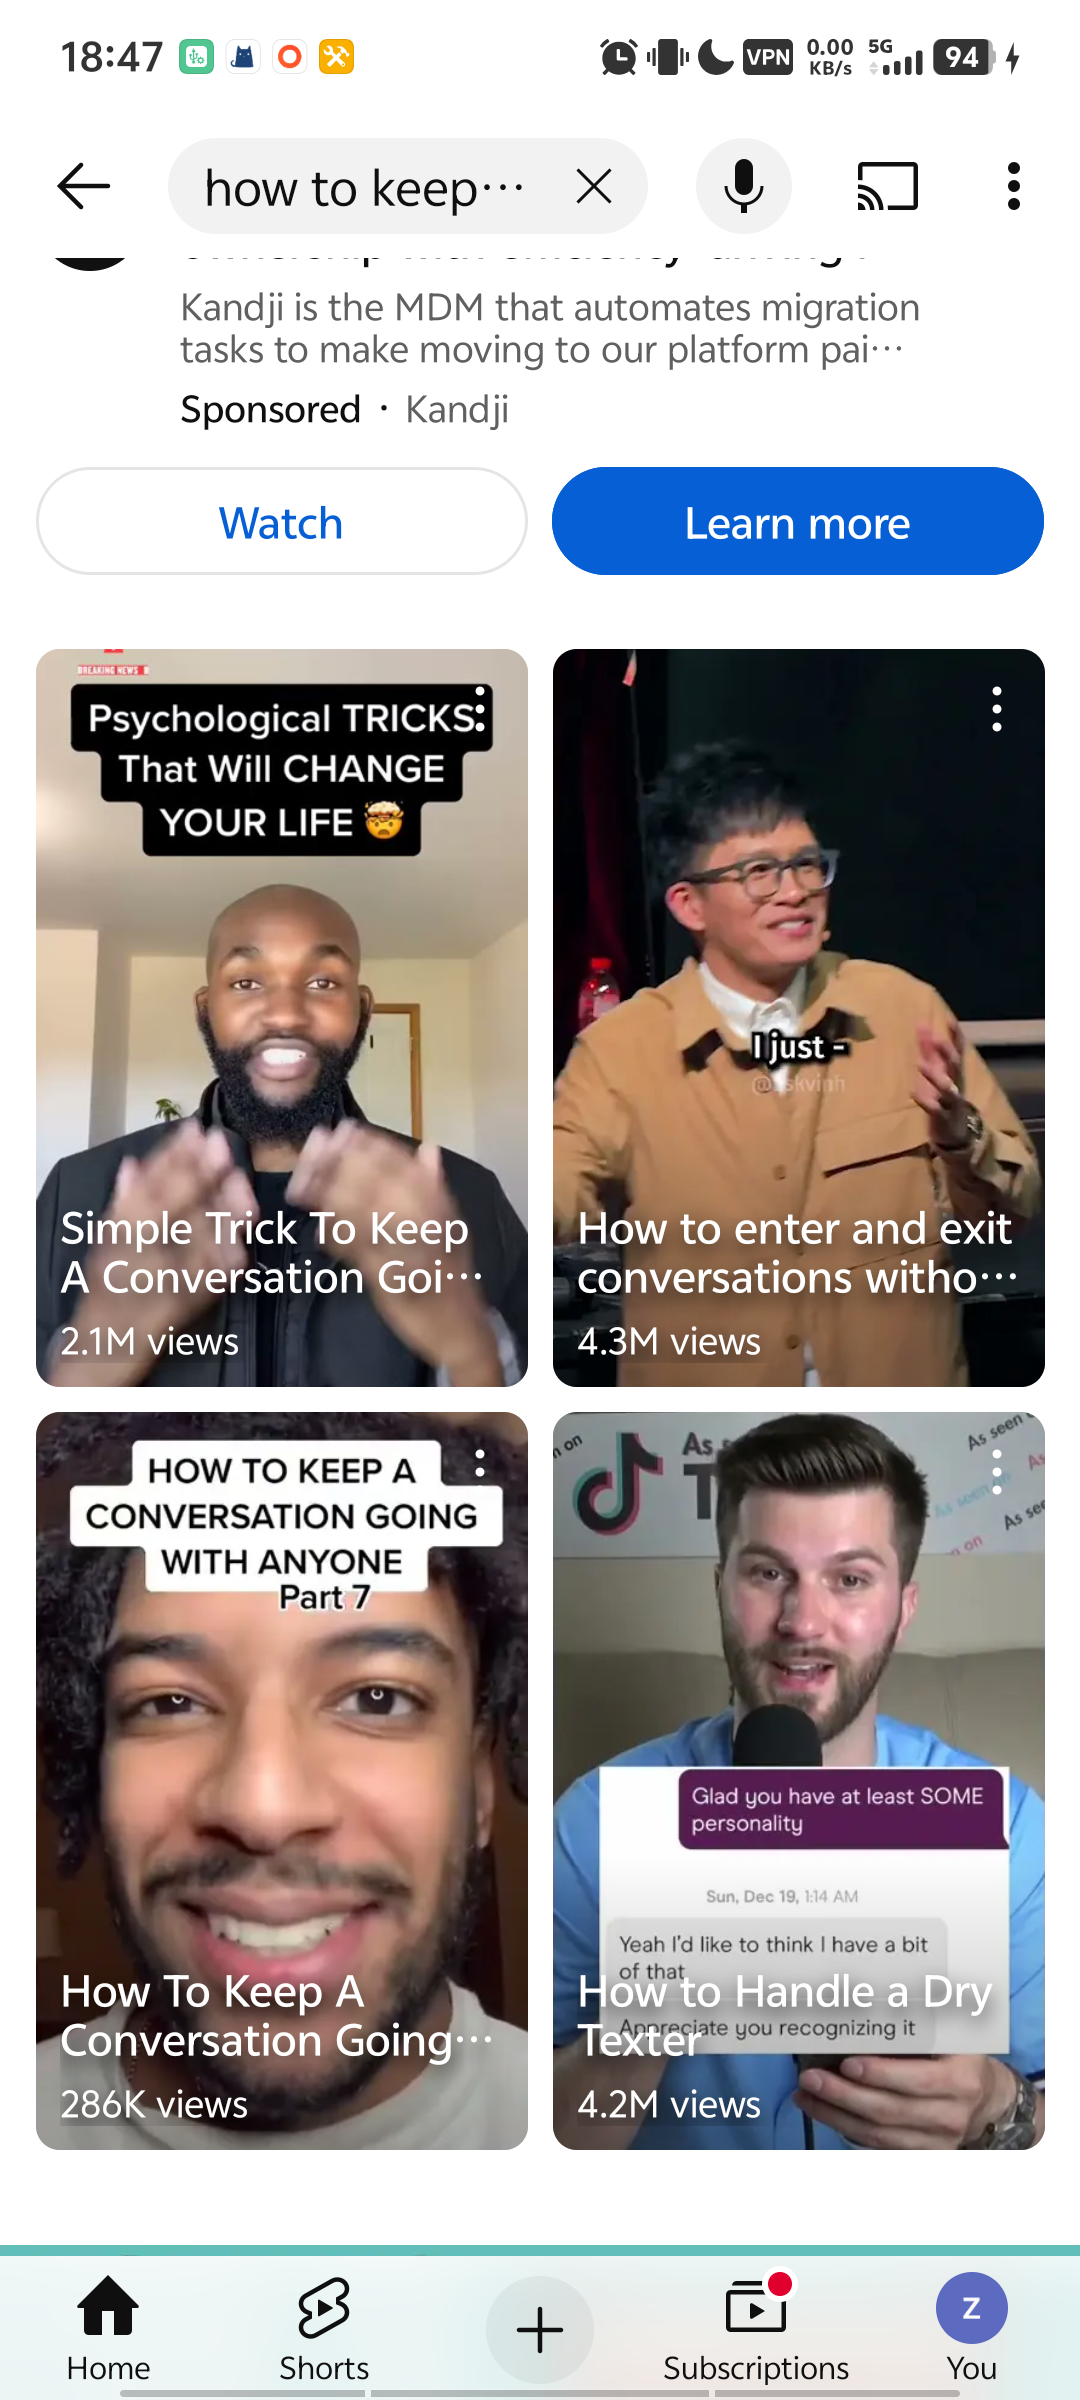 18:47
VPN
0.00
KB/s
5G
94
how to keep…
Kandji is the MDM that automates migration
tasks to make moving to our platform pai…
Sponsored · Kandji
Watch
Learn more
BREAKING NEWS
Psychological TRICKS
That Will CHANGE
YOUR LIFE 🤯
Simple Trick To Keep
A Conversation Goi…
2.1M views
I just -
@askvinh
How to enter and exit
conversations witho…
4.3M views
HOW TO KEEP A
CONVERSATION GOING
WITH ANYONE
Part 7
How To Keep A
Conversation Going…
286K views
As seen
As seen on
As see
Glad you have at least SOME
personality
Sun, Dec 19, 1:14 AM
Yeah I'd like to think I have a bit
of that
Appreciate you recognizing it
How to Handle a Dry
Texter
4.2M views
Home
Shorts
Subscriptions
Z
You